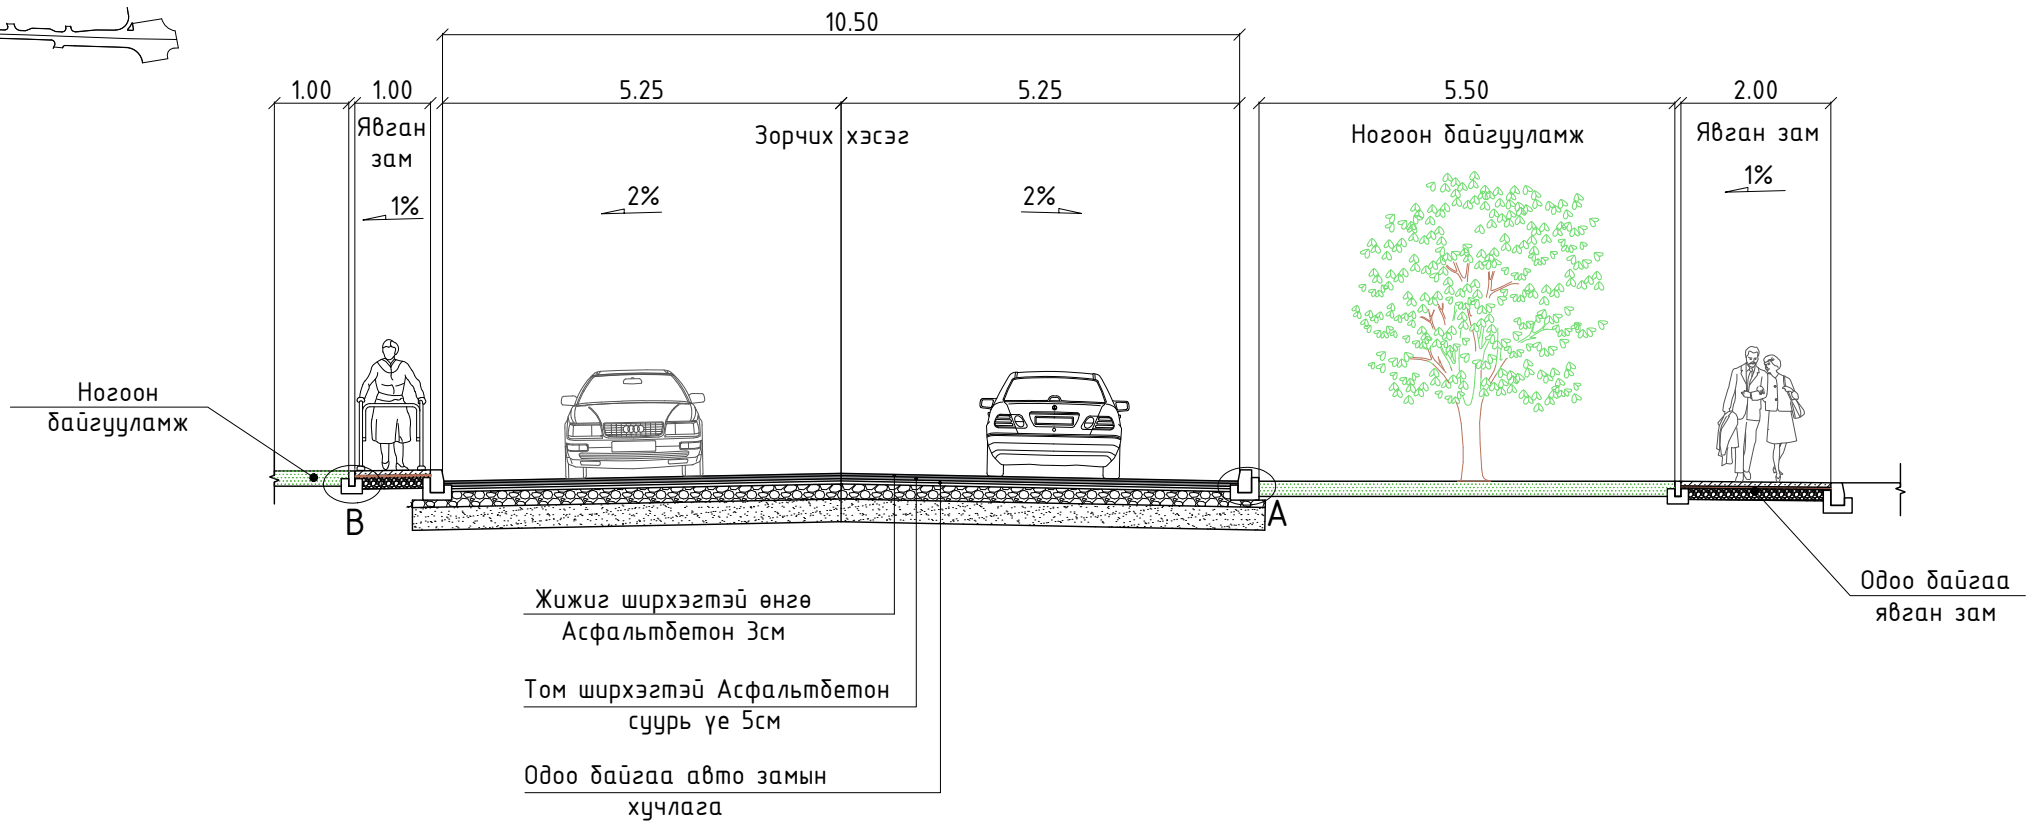 10.50
1.00 1.00 5.25 5.25 5.50 2.00
Явган
зам
Зорчих хэсэг
Ногоон байгууламж
Явган зам
1%
2%
2%
1%
Ногоон
байгууламж
B
A
Жижиг ширхэгтэй өнгө
Асфальтбетон 3см
Том ширхэгтэй Асфальтбетон
суурь үе 5см
Одоо байгаа авто замын
хучлага
Одоо байгаа
явган зам